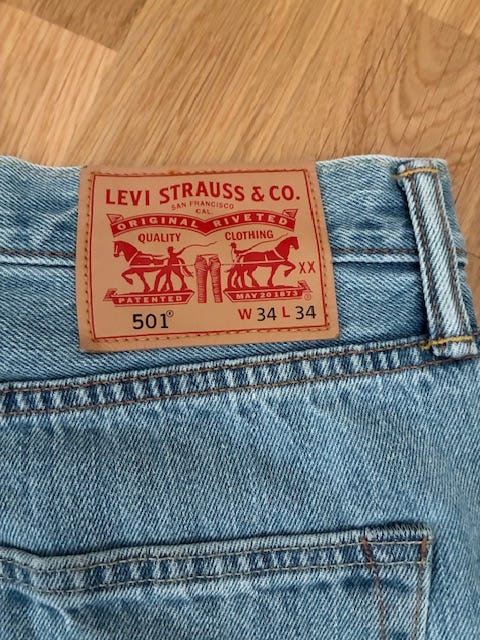 LEVI STRAUSS & CO.
SAN FRANCISCO
CAL.
ORIGINAL RIVETED
QUALITY CLOTHING
XX
PATENTED MAY 20 1873 ®
501® W 34 L 34